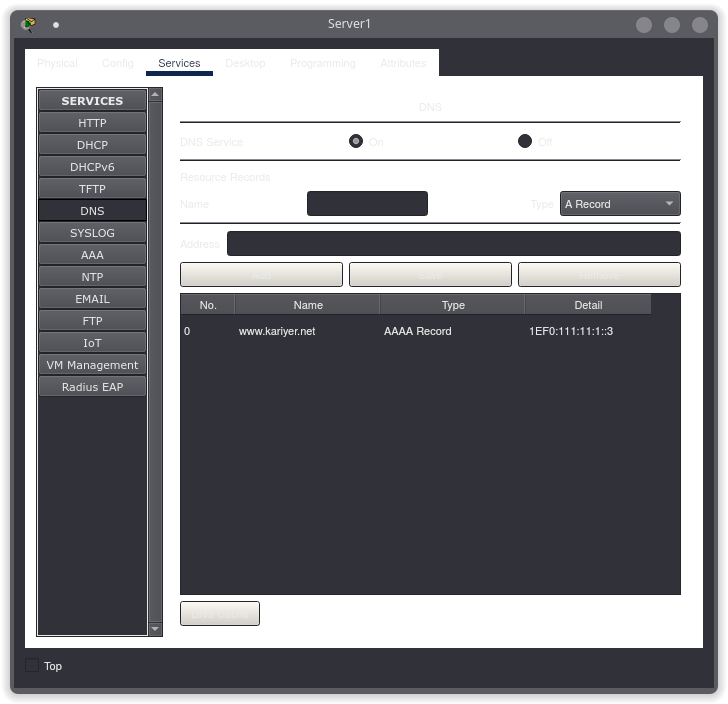 Server1
Physical Config Services Desktop Programming Attributes
SERVICES
HTTP
DHCP
DHCPv6
TFTP
DNS
SYSLOG
AAA
NTP
EMAIL
FTP
IoT
VM Management
Radius EAP
DNS
DNS Service On Off
Resource Records
Name Type A Record
Address
Add Save Remove
No. Name Type Detail
0 www.kariyer.net AAAA Record 1EF0:111:11:1::3
DNS Cache
Top